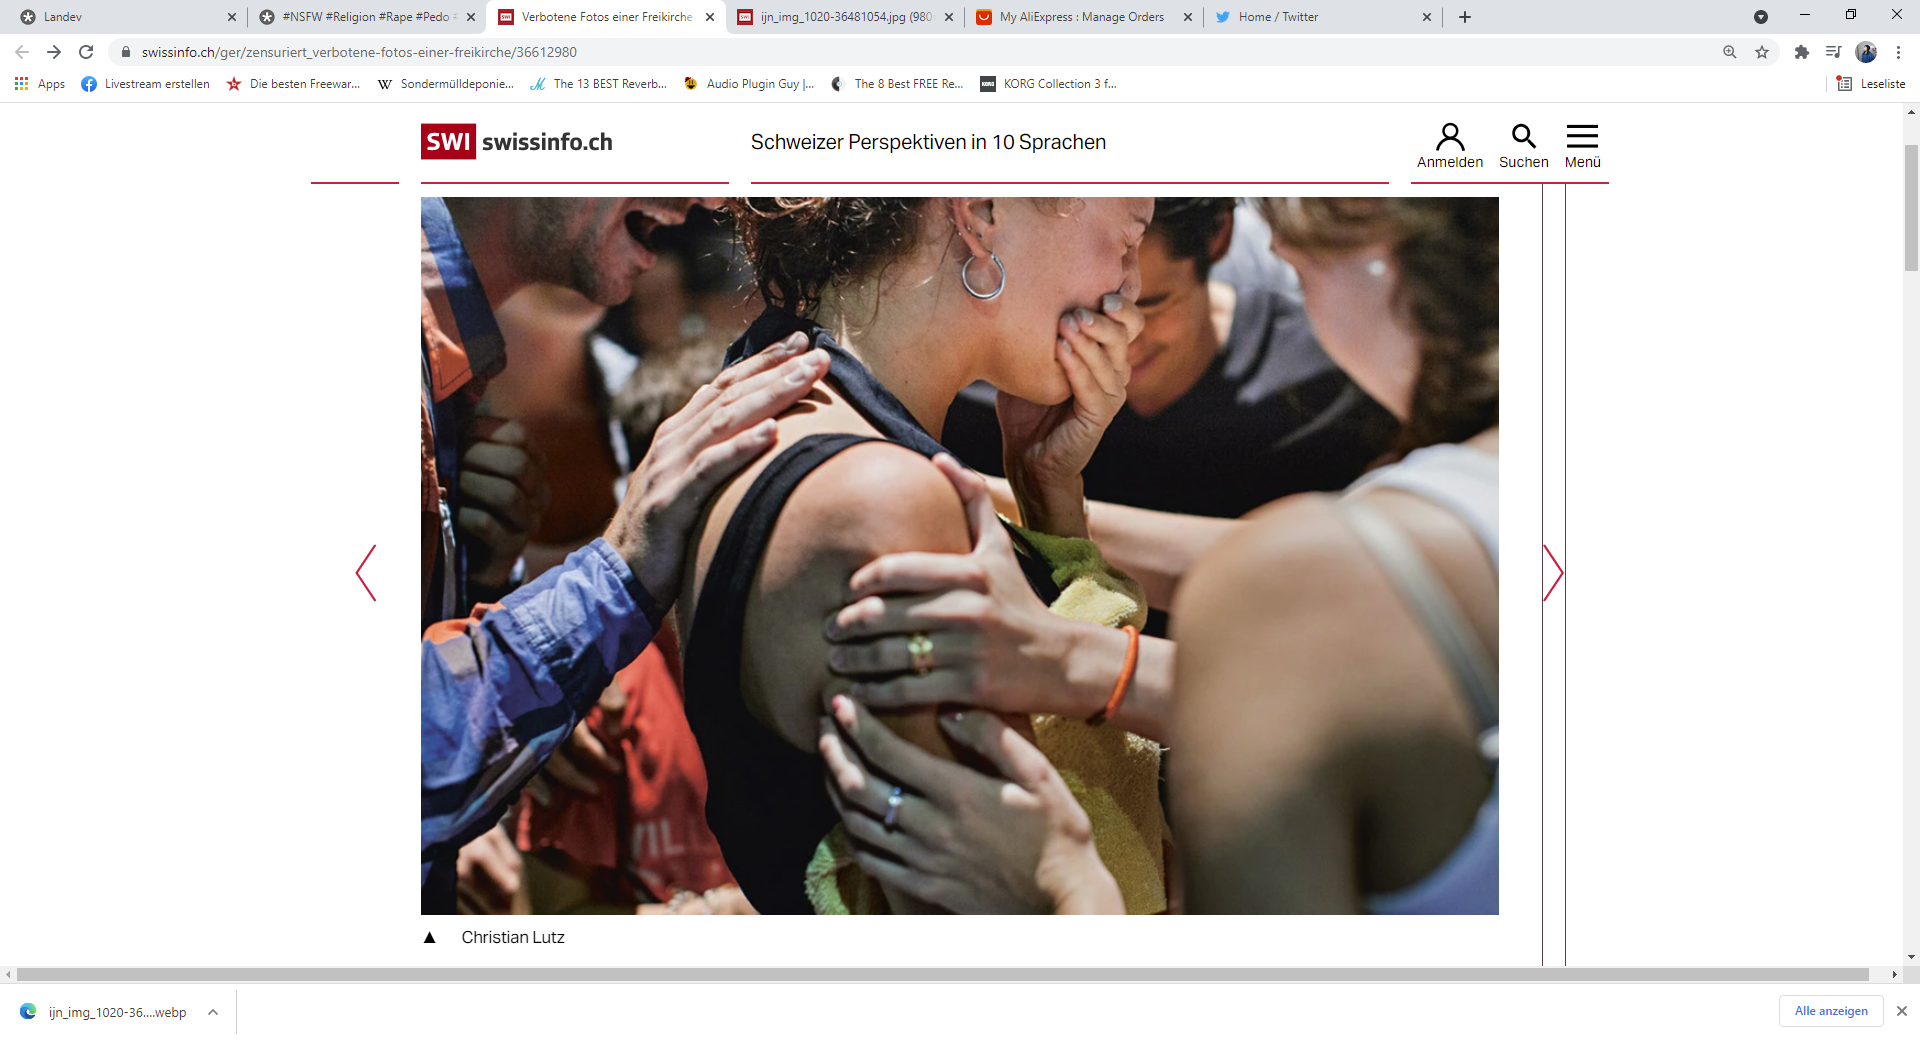 Landev
#NSFW #Religion #Rape #Pedo #
Verbotene Fotos einer Freikirche
ijn_img_1020-36481054.jpg (980
My AliExpress : Manage Orders
Home / Twitter
swissinfo.ch/ger/zensuriert_verbotene-fotos-einer-freikirche/36612980
Apps
Livestream erstellen
Die besten Freewar...
W Sondermülldeponie...
The 13 BEST Reverb...
Audio Plugin Guy |...
The 8 Best FREE Re...
KORG KORG Collection 3 f...
Leseliste
SWI swissinfo.ch
Schweizer Perspektiven in 10 Sprachen
Anmelden
Suchen
Menü
▲ Christian Lutz
ijn_img_1020-36....webp
Alle anzeigen